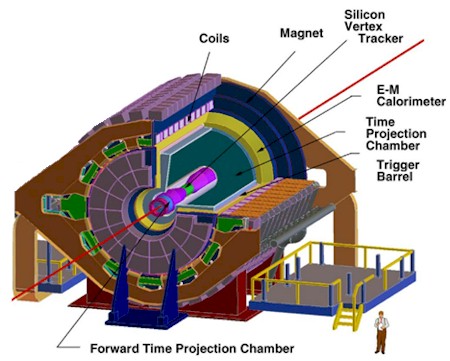 Silicon
Vertex
Tracker
Magnet
Coils
E-M
Calorimeter
Time
Projection
Chamber
Trigger
Barrel
Forward Time Projection Chamber